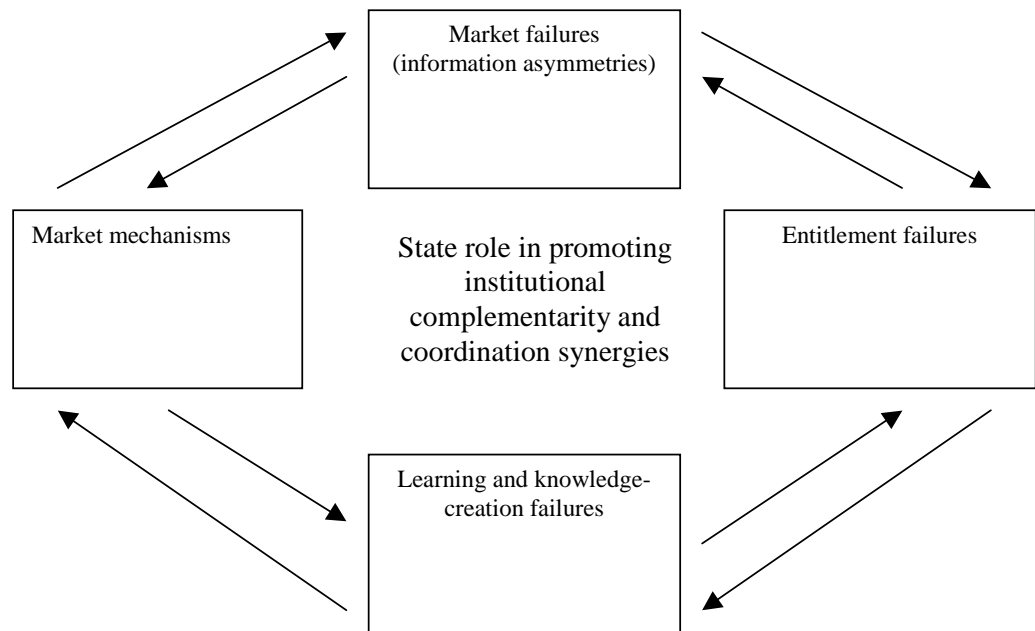 Market failures
(information asymmetries)
Market mechanisms
State role in promoting
institutional
complementarity and
coordination synergies
Entitlement failures
Learning and knowledge-
creation failures